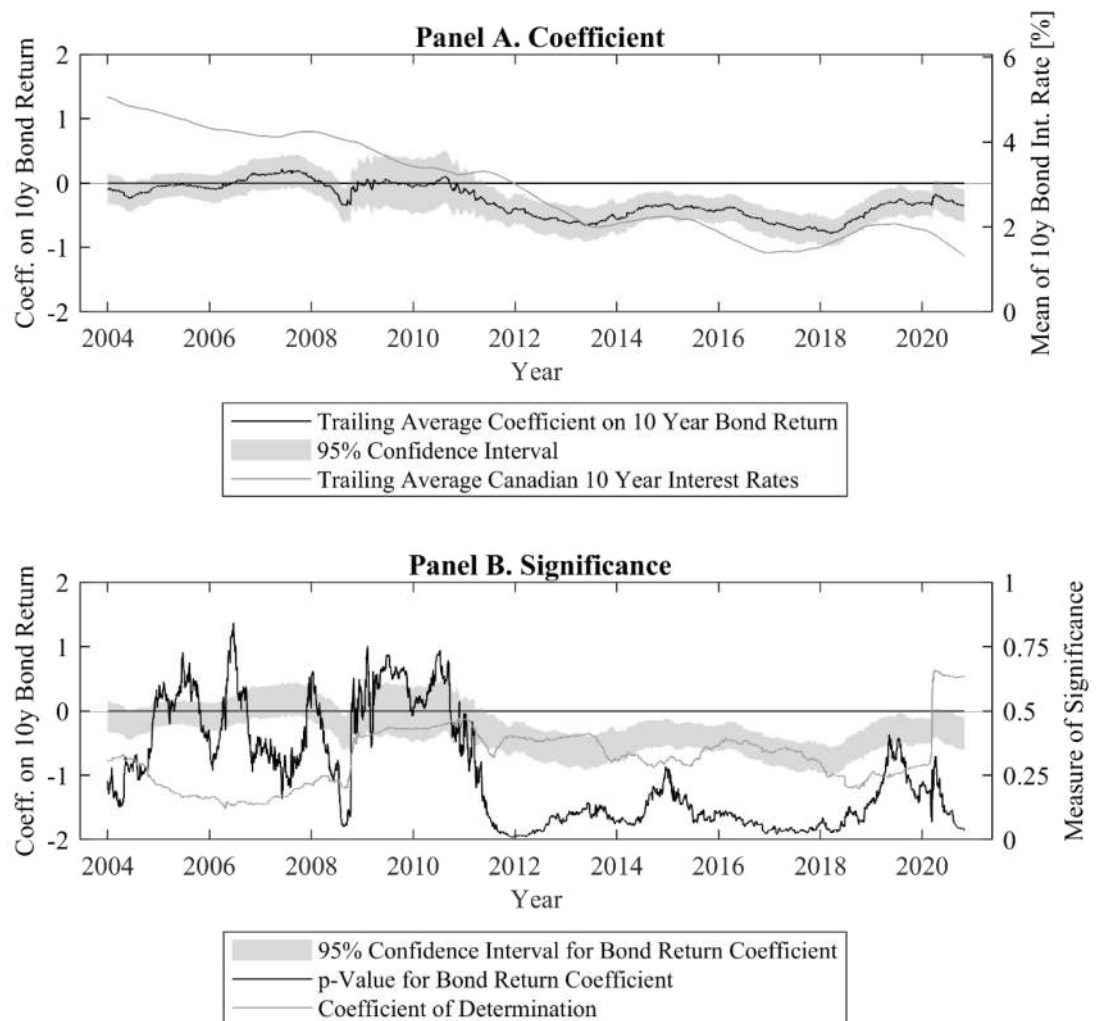 Panel A. Coefficient
Coeff. on 10y Bond Return
2
1
0
-1
-2
Mean of 10y Bond Int. Rate [%]
6
4
2
0
2004 2006 2008 2010 2012 2014 2016 2018 2020
Year
Trailing Average Coefficient on 10 Year Bond Return
95% Confidence Interval
Trailing Average Canadian 10 Year Interest Rates
Panel B. Significance
Coeff. on 10y Bond Return
2
1
0
-1
-2
Measure of Significance
1
0.75
0.5
0.25
0
2004 2006 2008 2010 2012 2014 2016 2018 2020
Year
95% Confidence Interval for Bond Return Coefficient
p-Value for Bond Return Coefficient
Coefficient of Determination